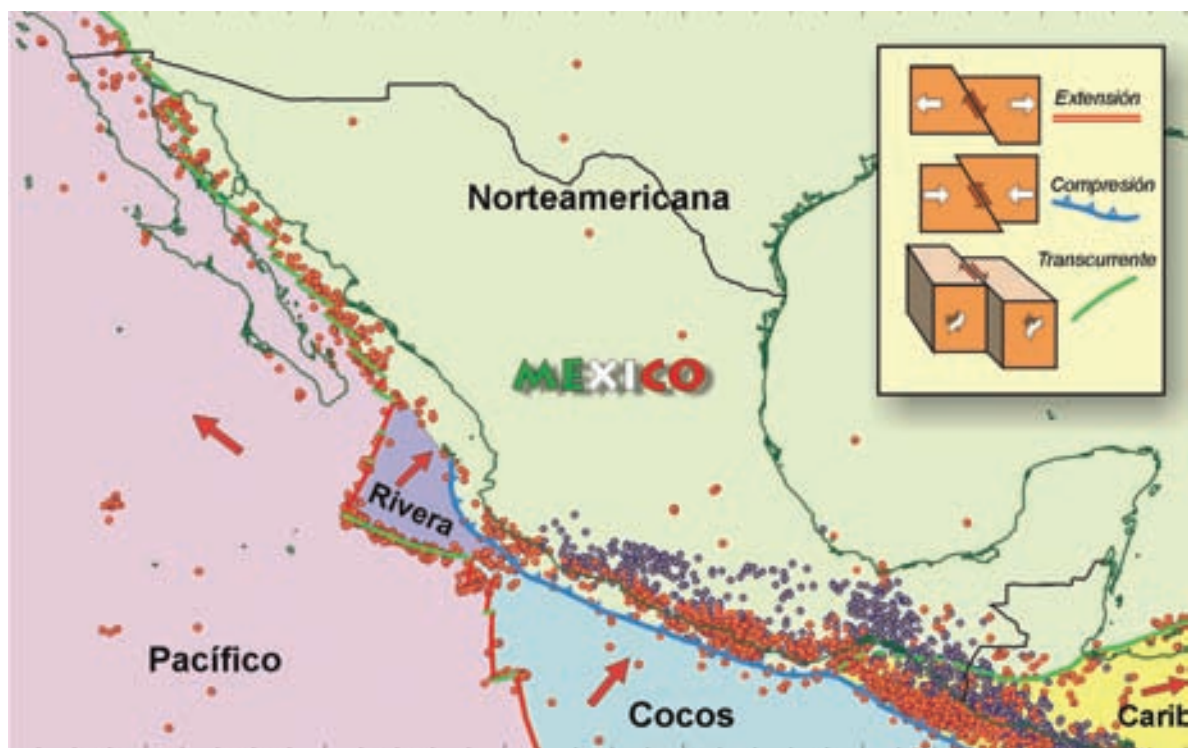 Extensión
Compresión
Norteamericana
Transcurrente
MEXICO
Rivera
Pacífico
Cocos
Carib